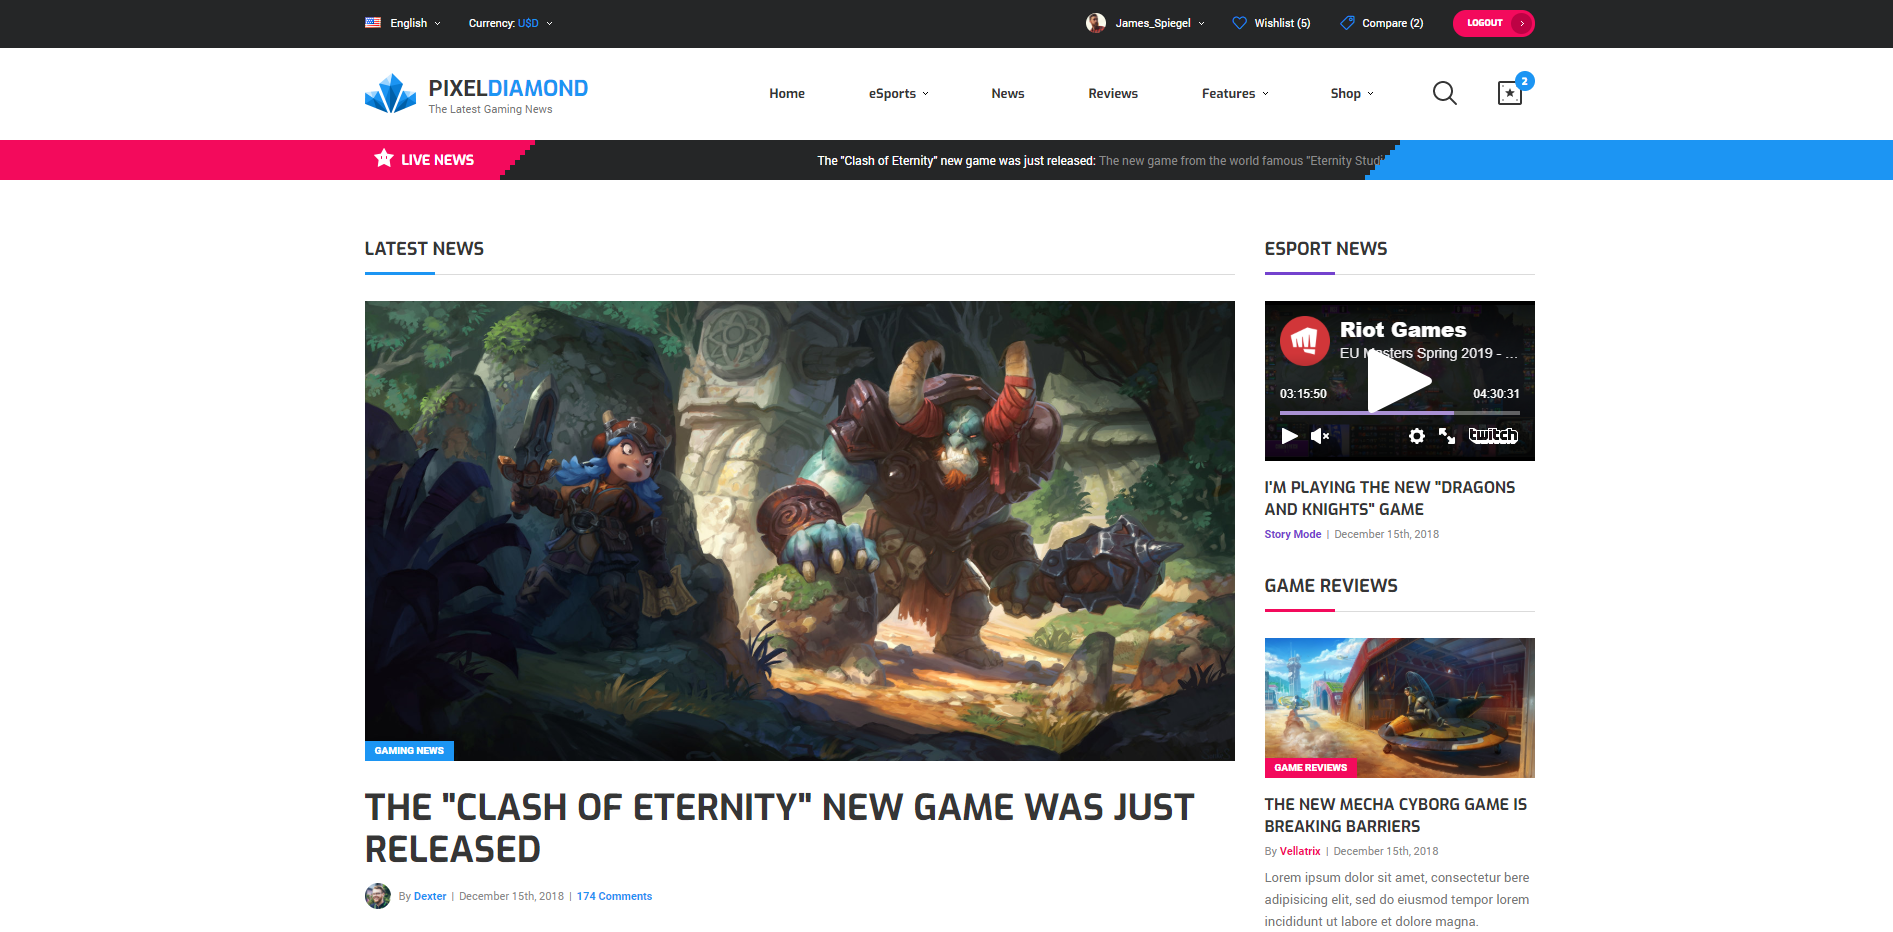 English
Currency: U$D
James_Spiegel
Wishlist (5)
Compare (2)
LOGOUT
PIXELDIAMOND
The Latest Gaming News
Home
eSports
News
Reviews
Features
Shop
2
LIVE NEWS
The "Clash of Eternity" new game was just released: The new game from the world famous "Eternity
LATEST NEWS
GAMING NEWS
THE "CLASH OF ETERNITY" NEW GAME WAS JUST
RELEASED
By Dexter | December 15th, 2018 | 174 Comments
ESPORT NEWS
Riot Games
EU Masters Spring 2019 - ...
03:15:50
04:30:31
twitch
I'M PLAYING THE NEW "DRAGONS
AND KNIGHTS" GAME
Story Mode | December 15th, 2018
GAME REVIEWS
GAME REVIEWS
THE NEW MECHA CYBORG GAME IS
BREAKING BARRIERS
By Vellatrix | December 15th, 2018
Lorem ipsum dolor sit amet, consectetur bere
adipisicing elit, sed do eiusmod tempor lorem
incididunt ut labore et dolore magna.